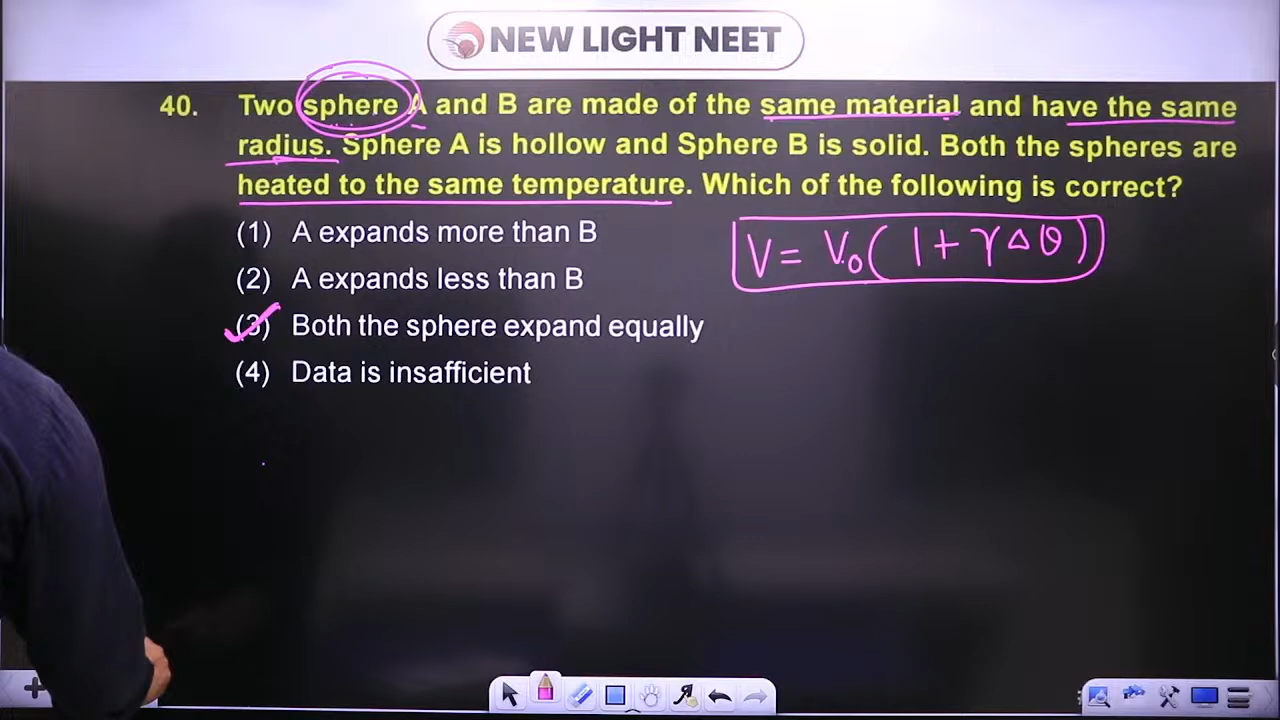 NEW LIGHT NEET
40. Two sphere A and B are made of the same material and have the same
radius. Sphere A is hollow and Sphere B is solid. Both the spheres are
heated to the same temperature. Which of the following is correct?
(1) A expands more than B
V = V₀(1 + γΔθ)
(2) A expands less than B
(3) Both the sphere expand equally
(4) Data is insafficient